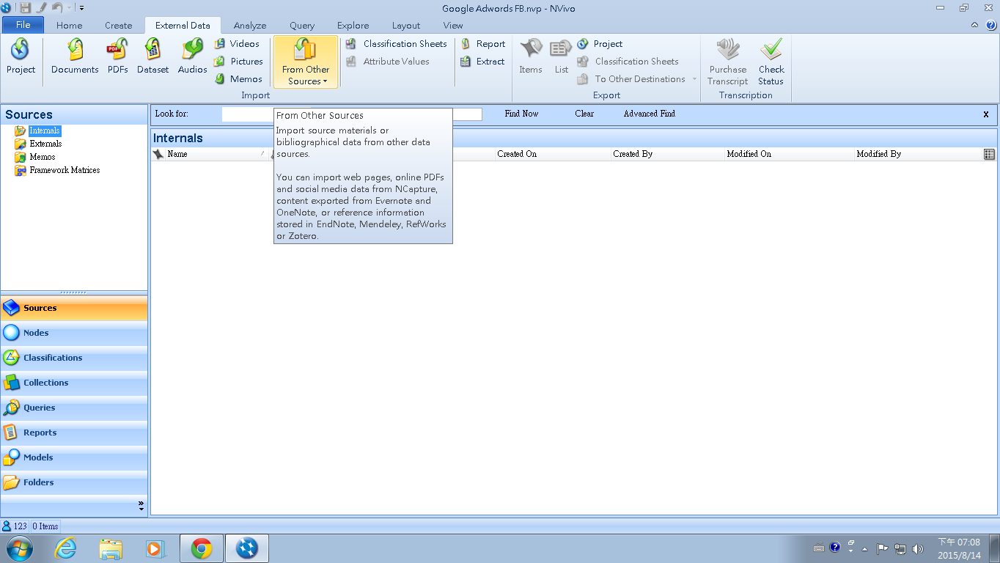 Google Adwords FB.nvp - NVivo
File Home Create External Data Analyze Query Explore Layout View
Project
Documents PDFs Dataset Audios
Videos
Pictures
Memos
From Other
Sources
Classification Sheets
Attribute Values
Report
Extract
Import
Items List
Project
Classification Sheets
To Other Destinations
Export
Purchase
Transcript
Check
Status
Transcription
Sources
Internals
Externals
Memos
Framework Matrices
Look for: Find Now Clear Advanced Find x
Internals
Name Created On Created By Modified On Modified By
From Other Sources
Import source materials or
bibliographical data from other data
sources.
You can import web pages, online PDFs
and social media data from NCapture,
content exported from Evernote and
OneNote, or reference information
stored in EndNote, Mendeley, RefWorks
or Zotero.
Sources
Nodes
Classifications
Collections
Queries
Reports
Models
Folders
123 0 Items
下午 07:08
2015/8/14